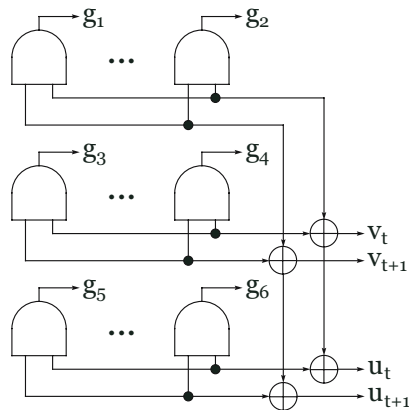 g₁ ... g₂
g₃ ... g₄
vₜ
vₜ₊₁
g₅ ... g₆
uₜ
uₜ₊₁